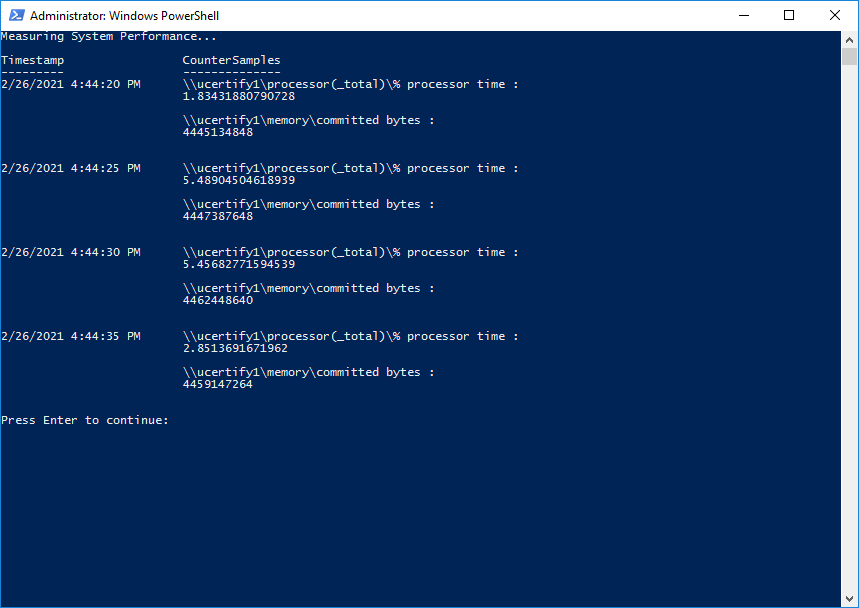 Administrator: Windows PowerShell
Measuring System Performance...
Timestamp CounterSamples
--------- --------------
2/26/2021 4:44:20 PM \\ucertify1\processor(_total)\% processor time :
1.83431880790728
\\ucertify1\memory\committed bytes :
4445134848
2/26/2021 4:44:25 PM \\ucertify1\processor(_total)\% processor time :
5.48904504618939
\\ucertify1\memory\committed bytes :
4447387648
2/26/2021 4:44:30 PM \\ucertify1\processor(_total)\% processor time :
5.45682771594539
\\ucertify1\memory\committed bytes :
4462448640
2/26/2021 4:44:35 PM \\ucertify1\processor(_total)\% processor time :
2.8513691671962
\\ucertify1\memory\committed bytes :
4459147264
Press Enter to continue: